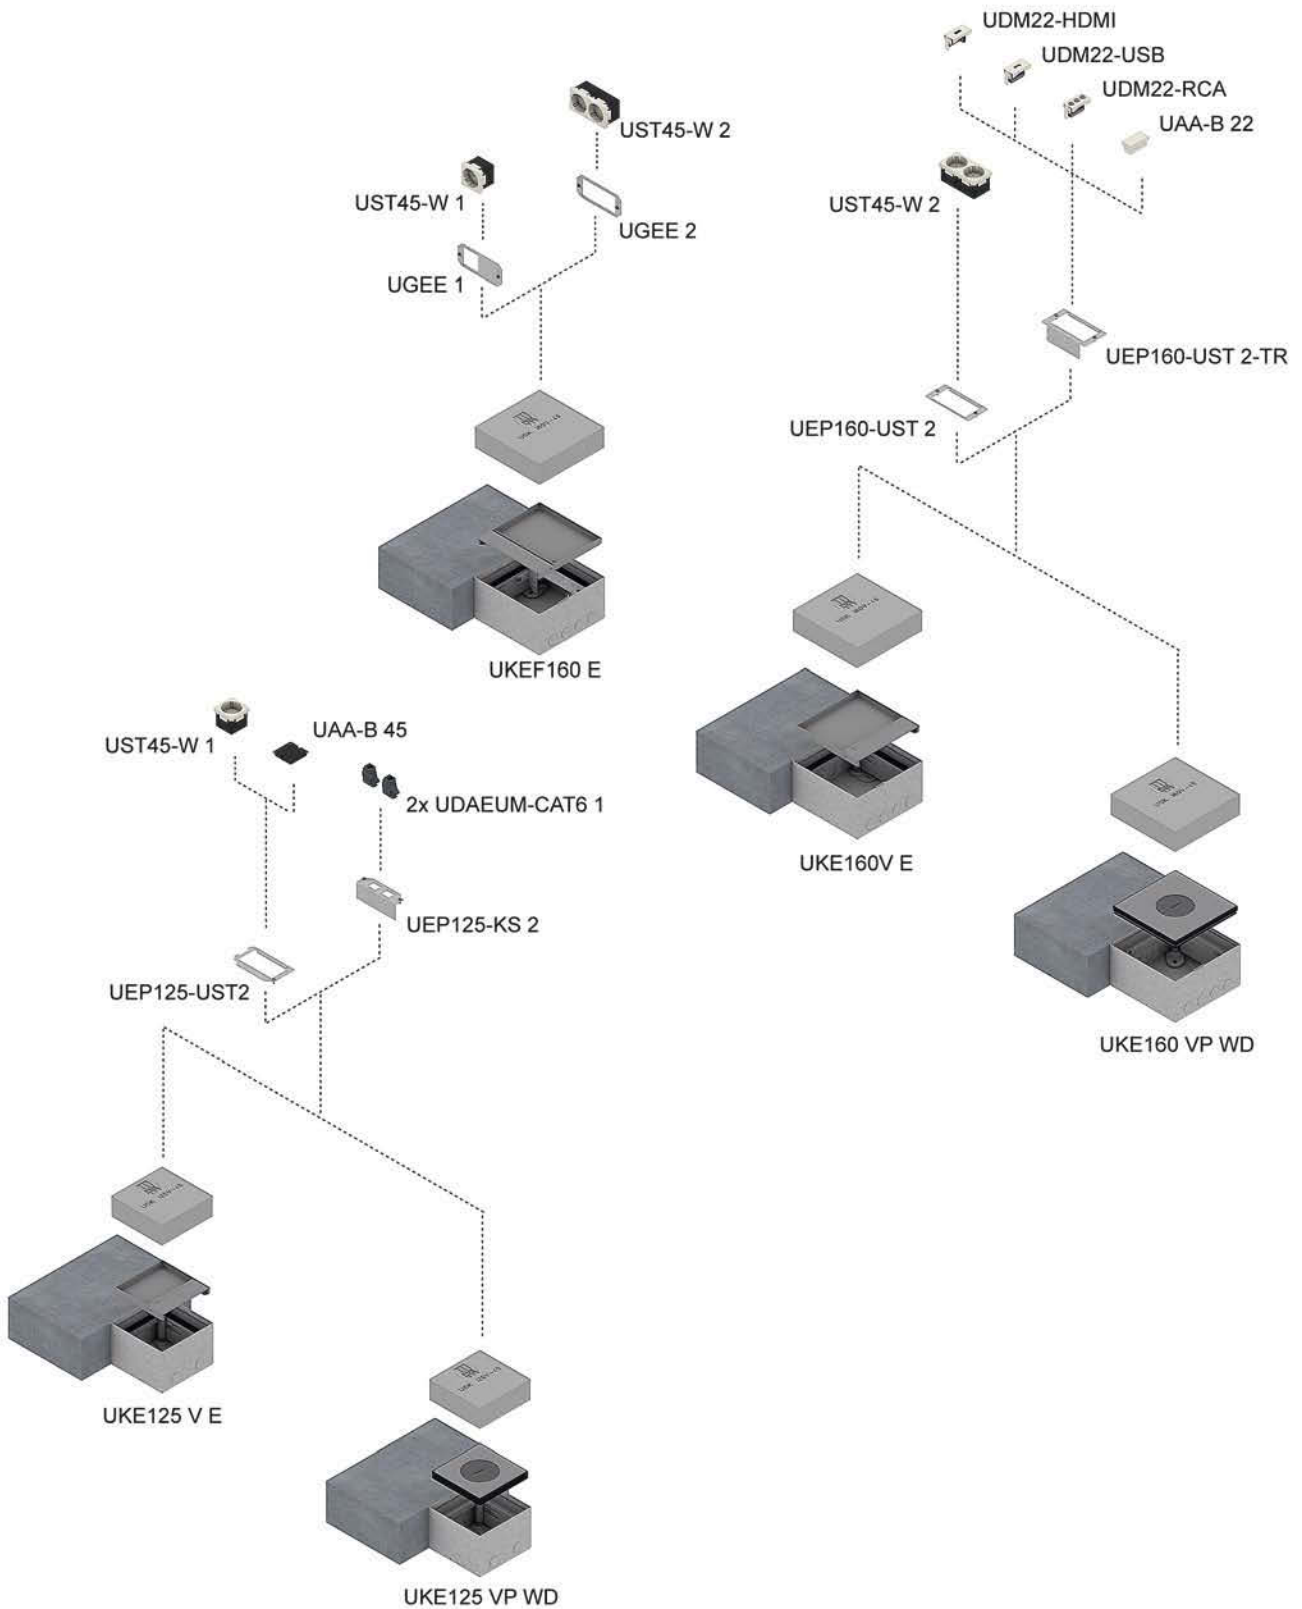 UDM22-HDMI
UDM22-USB
UDM22-RCA
UAA-B 22
UST45-W 2
UST45-W 1
UST45-W 2
UGEE 2
UGEE 1
UEP160-UST 2-TR
UEP160-UST 2
UKEF160 E
UST45-W 1
UAA-B 45
2x UDAEUM-CAT6 1
UKE160V E
UEP125-KS 2
UEP125-UST2
UKE160 VP WD
UKE125 V E
UKE125 VP WD